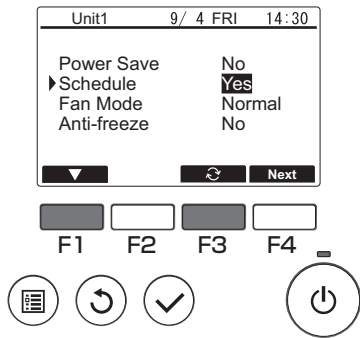 Unit1 9/ 4 FRI 14:30
Power Save No
Schedule Yes
Fan Mode Normal
Anti-freeze No
Next
F1 F2 F3 F4